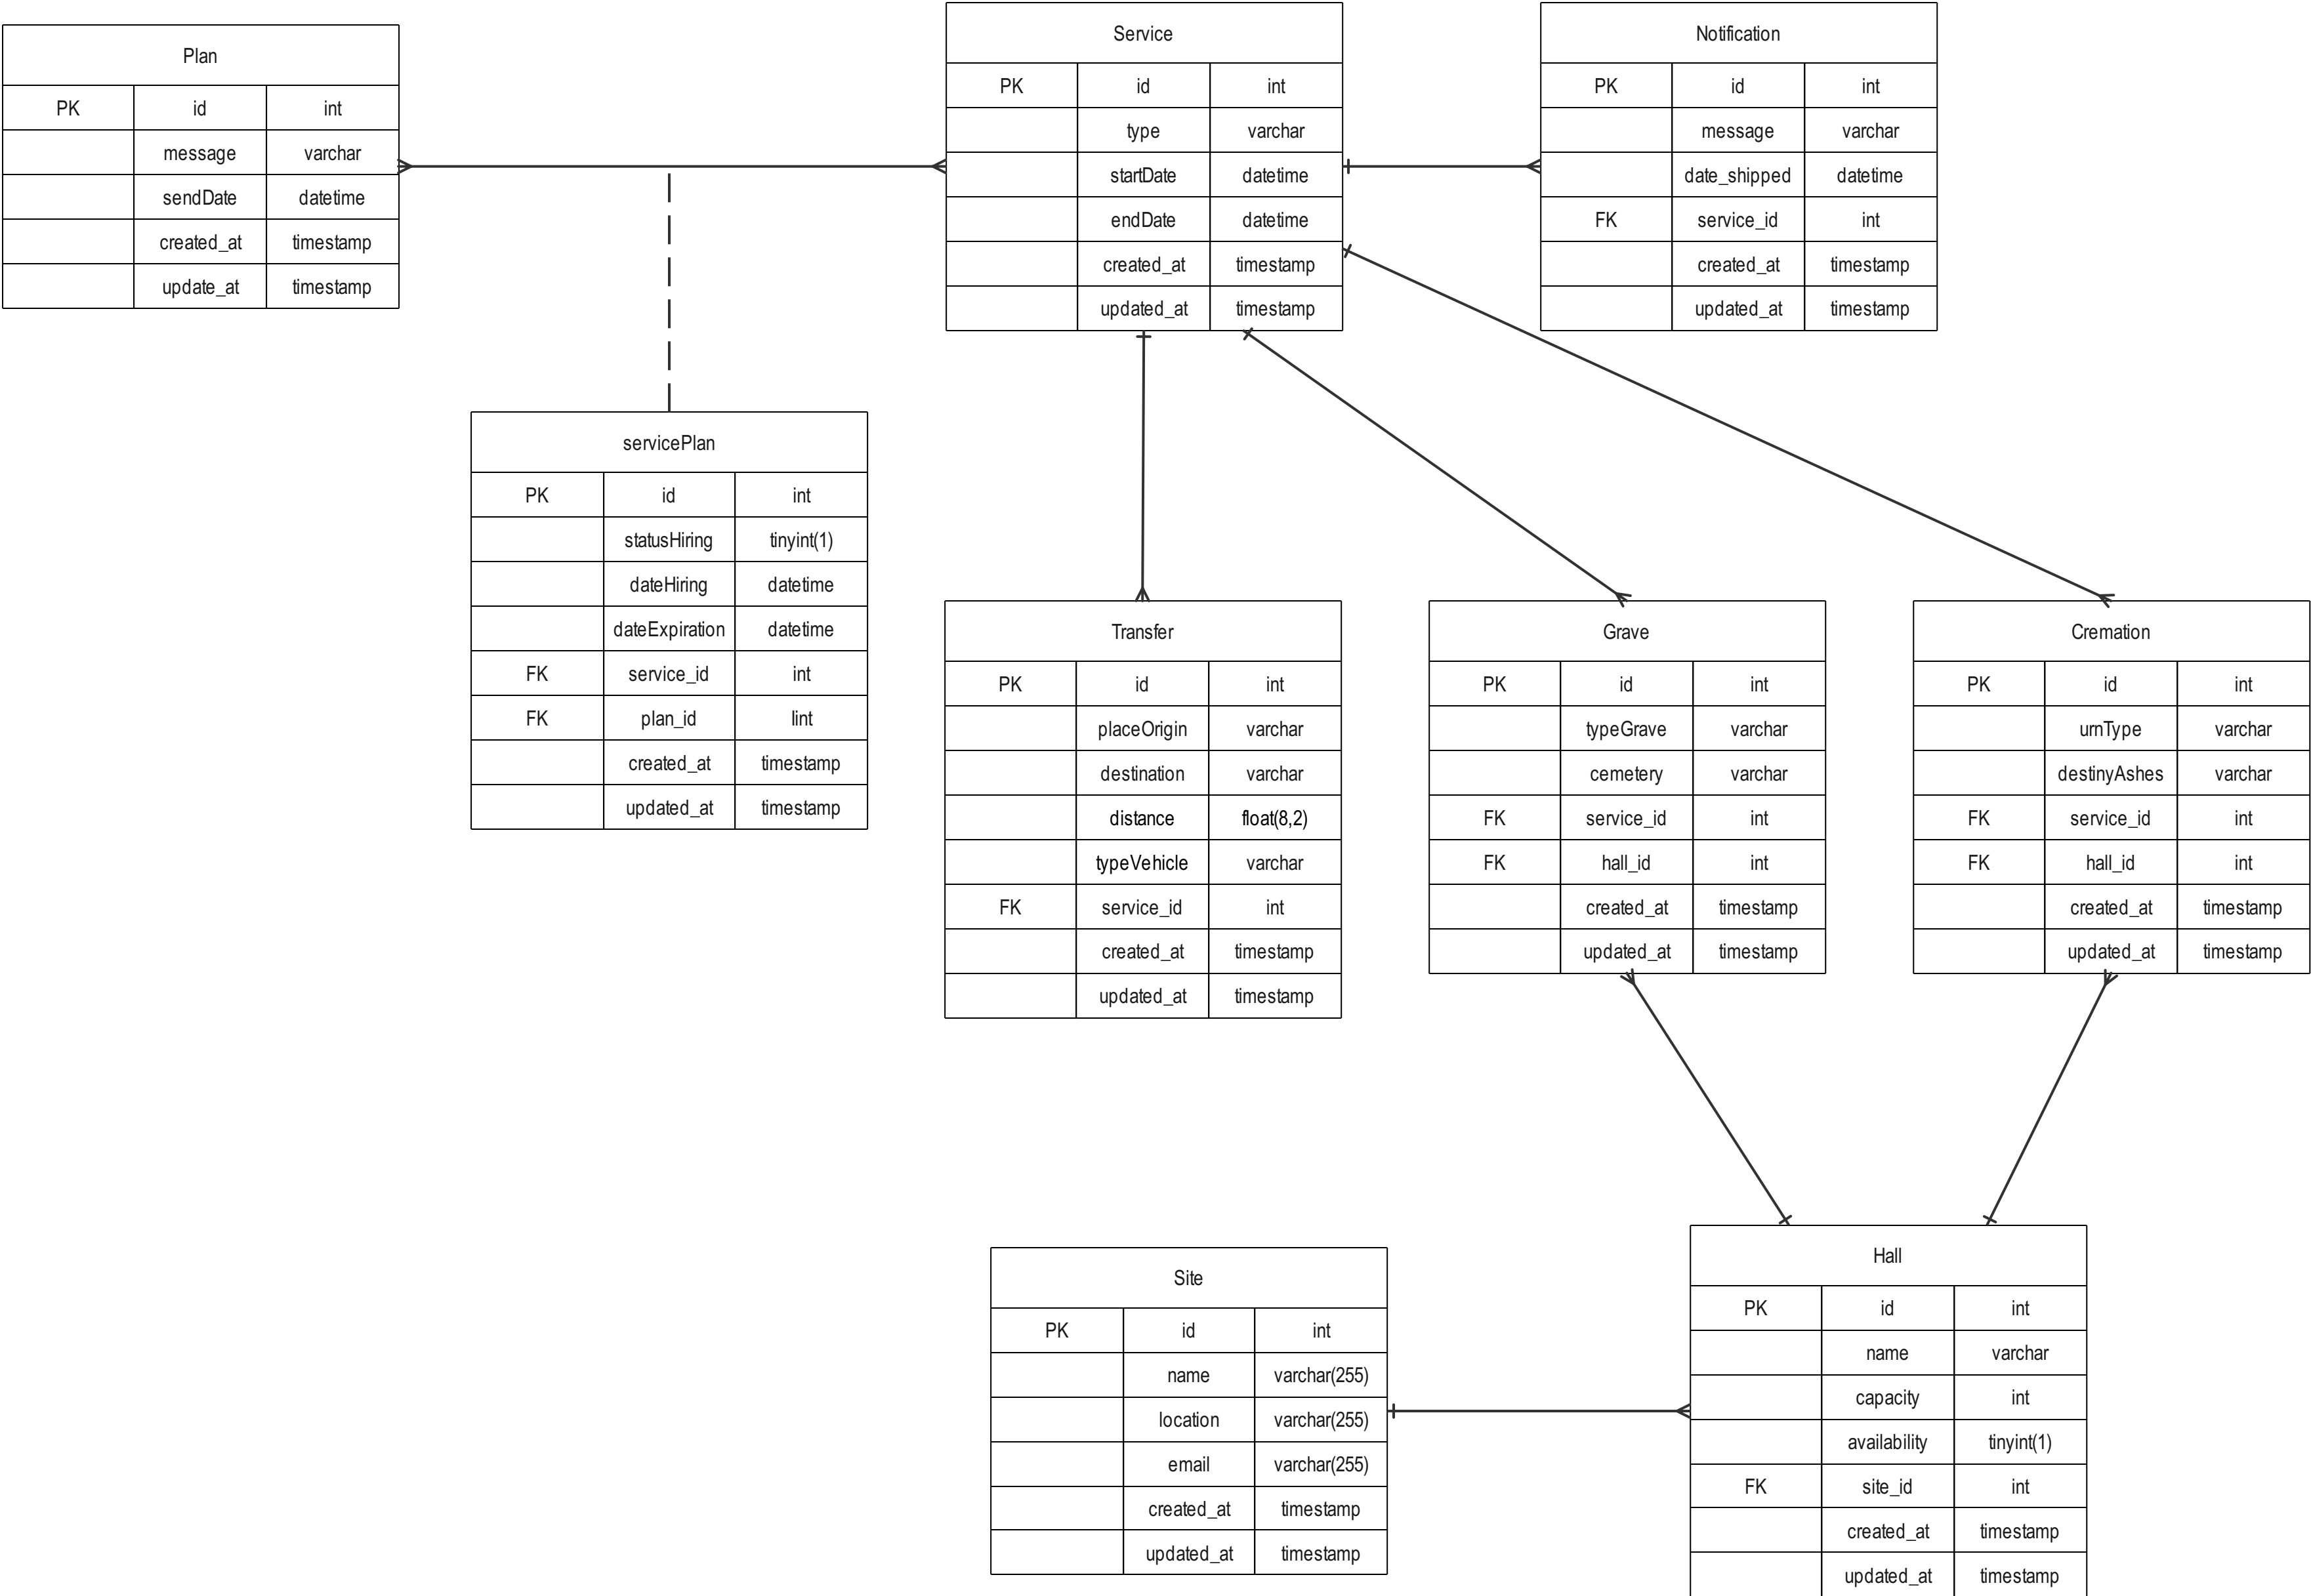 Plan
PK id int
message varchar
sendDate datetime
created_at timestamp
update_at timestamp
Service
PK id int
type varchar
startDate datetime
endDate datetime
created_at timestamp
updated_at timestamp
Notification
PK id int
message varchar
date_shipped datetime
FK service_id int
created_at timestamp
updated_at timestamp
servicePlan
PK id int
statusHiring tinyint(1)
dateHiring datetime
dateExpiration datetime
FK service_id int
FK plan_id lint
created_at timestamp
updated_at timestamp
Transfer
PK id int
placeOrigin varchar
destination varchar
distance float(8,2)
typeVehicle varchar
FK service_id int
created_at timestamp
updated_at timestamp
Grave
PK id int
typeGrave varchar
cemetery varchar
FK service_id int
FK hall_id int
created_at timestamp
updated_at timestamp
Cremation
PK id int
urnType varchar
destinyAshes varchar
FK service_id int
FK hall_id int
created_at timestamp
updated_at timestamp
Site
PK id int
name varchar(255)
location varchar(255)
email varchar(255)
created_at timestamp
updated_at timestamp
Hall
PK id int
name varchar
capacity int
availability tinyint(1)
FK site_id int
created_at timestamp
updated_at timestamp